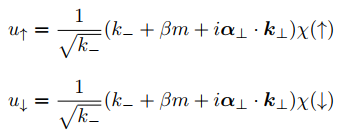 u↑ = 1/√k₋ (k₋ + βm + i𝜶⊥ · 𝒌⊥)χ(↑)
u↓ = 1/√k₋ (k₋ + βm + i𝜶⊥ · 𝒌⊥)χ(↓)